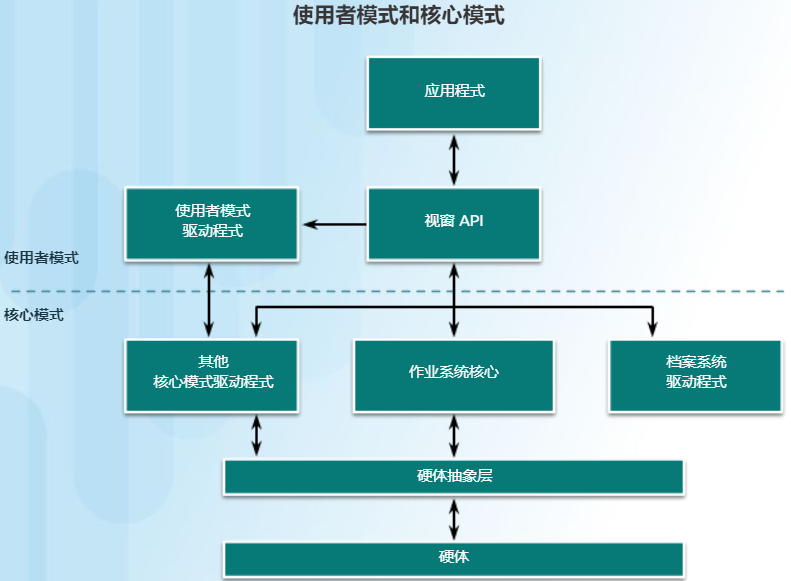 使用者模式和核心模式
应用程式
使用者模式
驱动程式
视窗 API
使用者模式
核心模式
其他
核心模式驱动程式
作业系统核心
档案系统
驱动程式
硬体抽象层
硬体